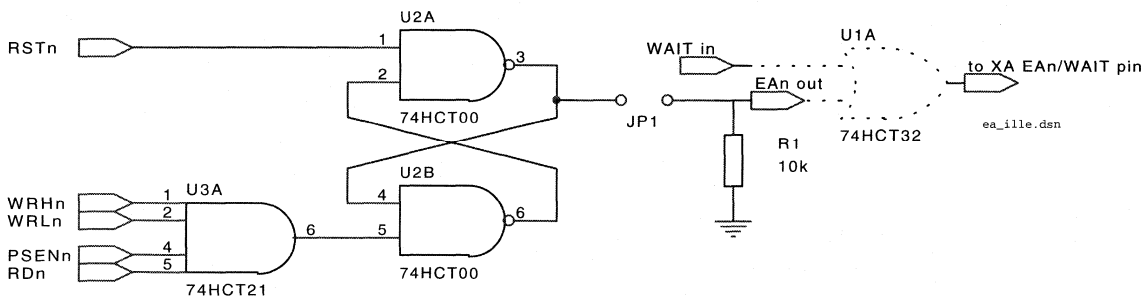 U2A
RSTn
1
3
2
74HCT00
WAIT in
U1A
to XA EAn/WAIT pin
EAn out
JP1
74HCT32
ea_ille.dsn
R1
10k
U2B
4
6
5
74HCT00
U3A
WRHn
1
WRLn
2
6
PSENn
4
RDn
5
74HCT21